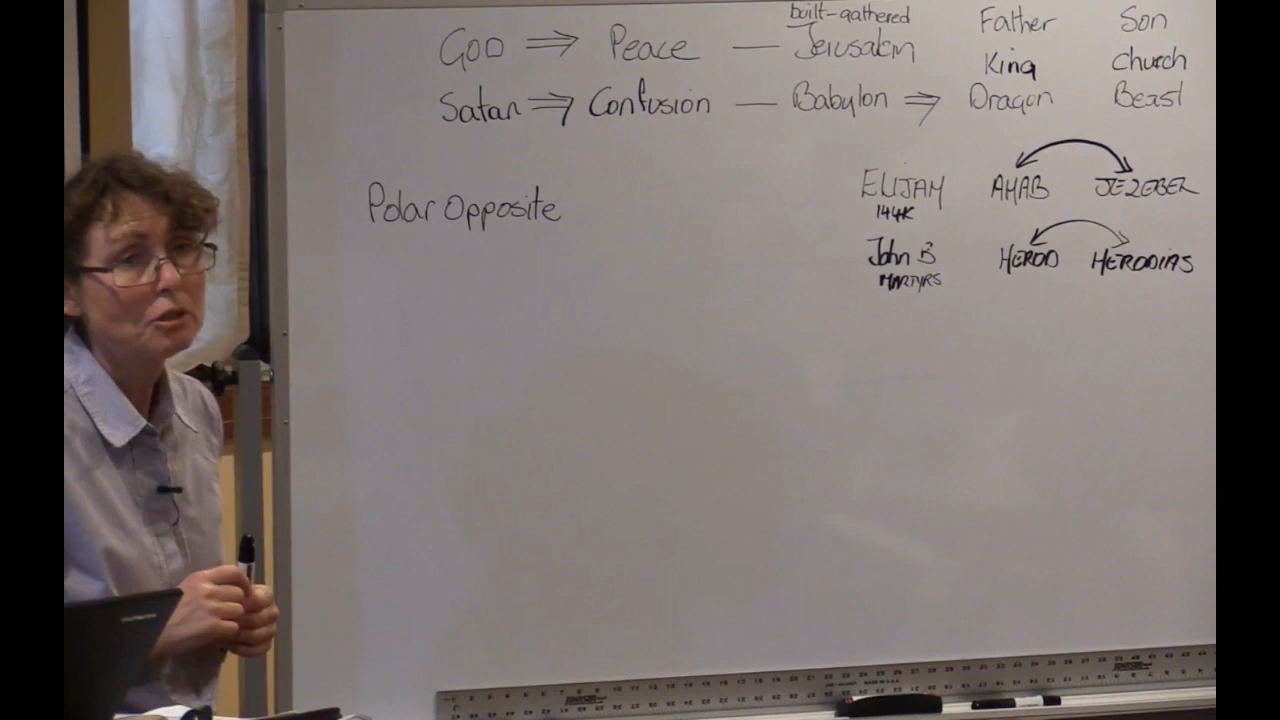 built-gathered Father Son
GOD ⇒ Peace — Jerusalem King Church
Satan ⇒ Confusion — Babylon ⇒ Dragon Beast
Polar Opposite
ELIJAH AHAB JEZEBEL
144K
John B HEROD HERODIAS
MARTYRS